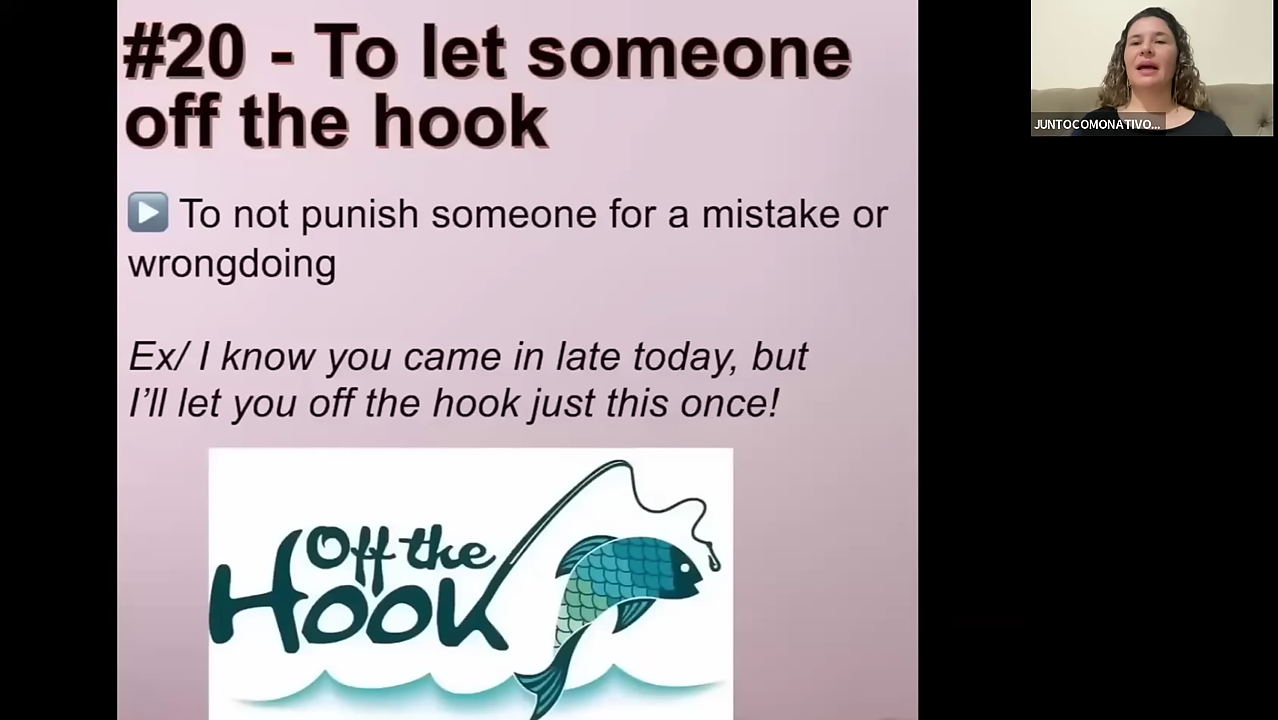 #20 - To let someone
off the hook
To not punish someone for a mistake or
wrongdoing
Ex/ I know you came in late today, but
I'll let you off the hook just this once!
Off the
Hook
JUNTOCOMONATIVO...